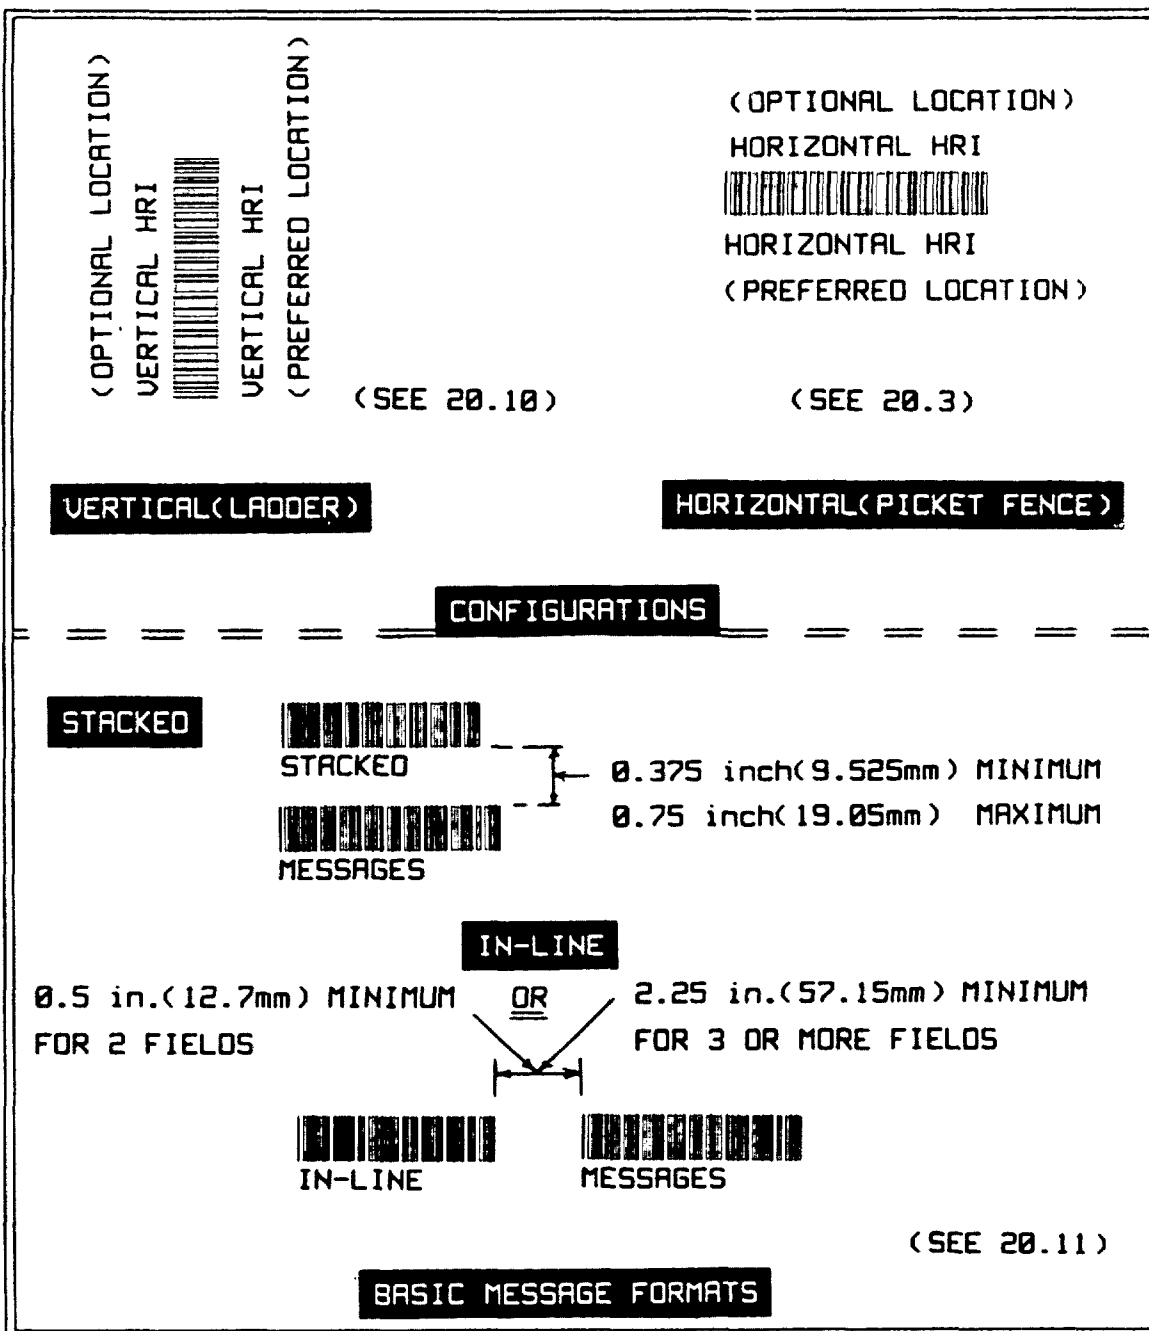 (OPTIONAL LOCATION)
VERTICAL HRI
VERTICAL HRI
(PREFERRED LOCATION)
(SEE 20.10)
VERTICAL(LADDER)
(OPTIONAL LOCATION)
HORIZONTAL HRI
HORIZONTAL HRI
(PREFERRED LOCATION)
(SEE 20.3)
HORIZONTAL(PICKET FENCE)
CONFIGURATIONS
STACKED
STACKED
MESSAGES
0.375 inch(9.525mm) MINIMUM
0.75 inch(19.05mm) MAXIMUM
IN-LINE
0.5 in.(12.7mm) MINIMUM
FOR 2 FIELDS
OR
2.25 in.(57.15mm) MINIMUM
FOR 3 OR MORE FIELDS
IN-LINE
MESSAGES
(SEE 20.11)
BASIC MESSAGE FORMATS